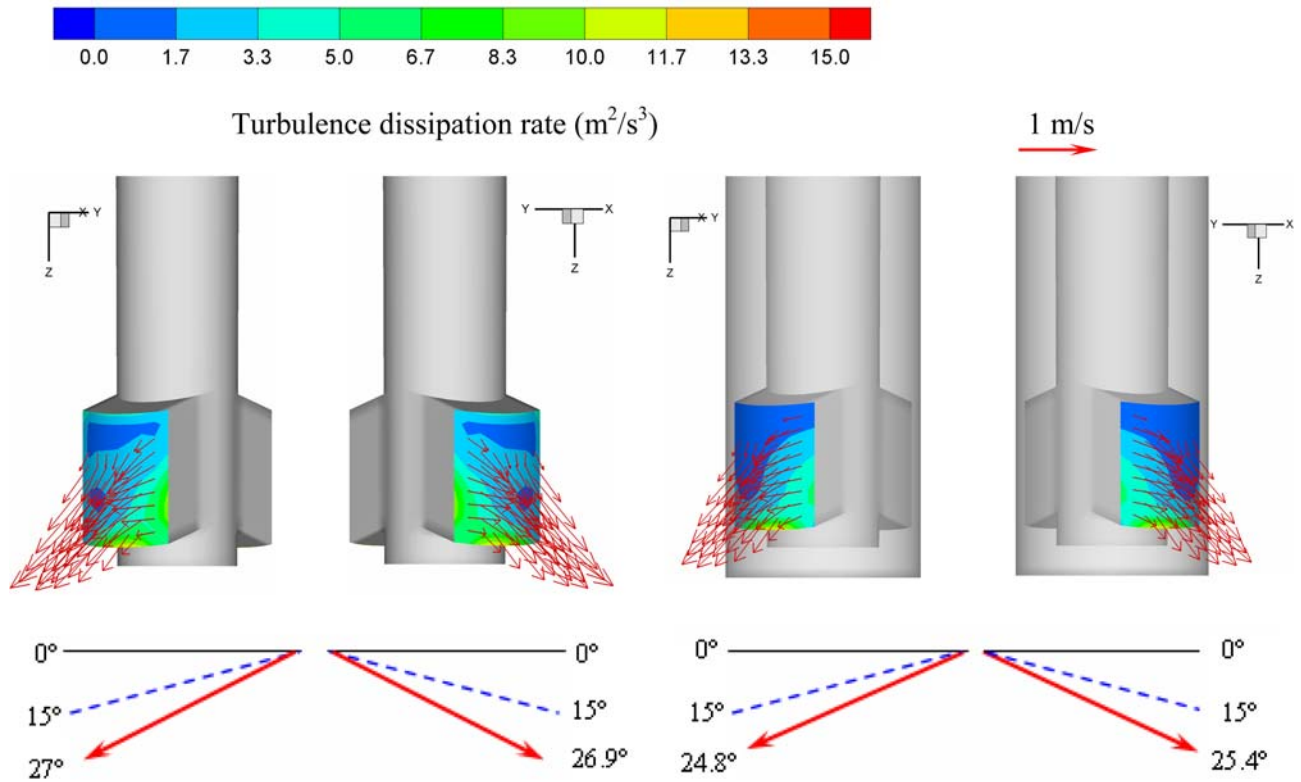 0.0 1.7 3.3 5.0 6.7 8.3 10.0 11.7 13.3 15.0
Turbulence dissipation rate (m²/s³) 1 m/s
X Y
Z
Y X
Z
X Y
Z
Y X
Z
0° 0° 0° 0°
15° 15° 15° 15°
27° 26.9° 24.8° 25.4°